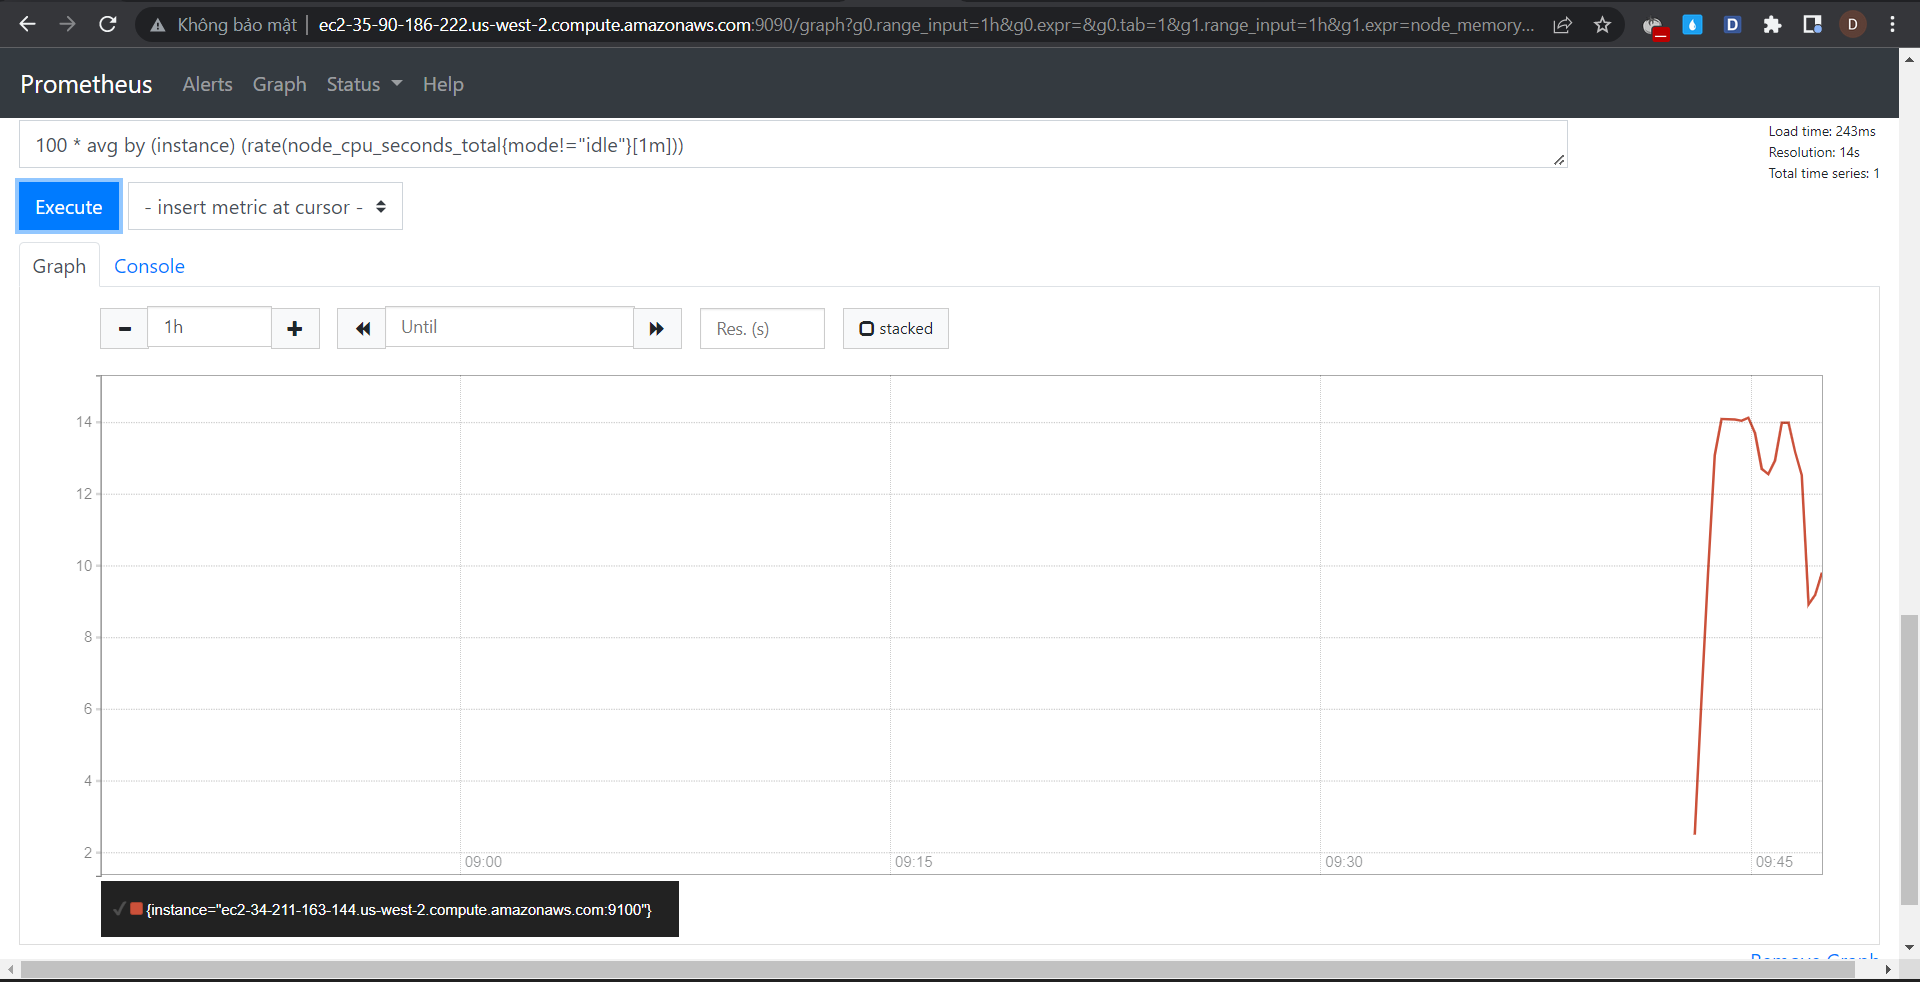 Không bảo mật ec2-35-90-186-222.us-west-2.compute.amazonaws.com:9090/graph?g0.range_input=1h&g0.expr=&g0.tab=1&g1.range_input=1h&g1.expr=node_memory...
D
D
Prometheus Alerts Graph Status Help
100 * avg by (instance) (rate(node_cpu_seconds_total{mode!="idle"}[1m]))
Load time: 243ms
Resolution: 14s
Total time series: 1
Execute - insert metric at cursor -
Graph Console
1h Until Res. (s) stacked
14
12
10
8
6
4
2
09:00 09:15 09:30 09:45
{instance="ec2-34-211-163-144.us-west-2.compute.amazonaws.com:9100"}
Remove Graph